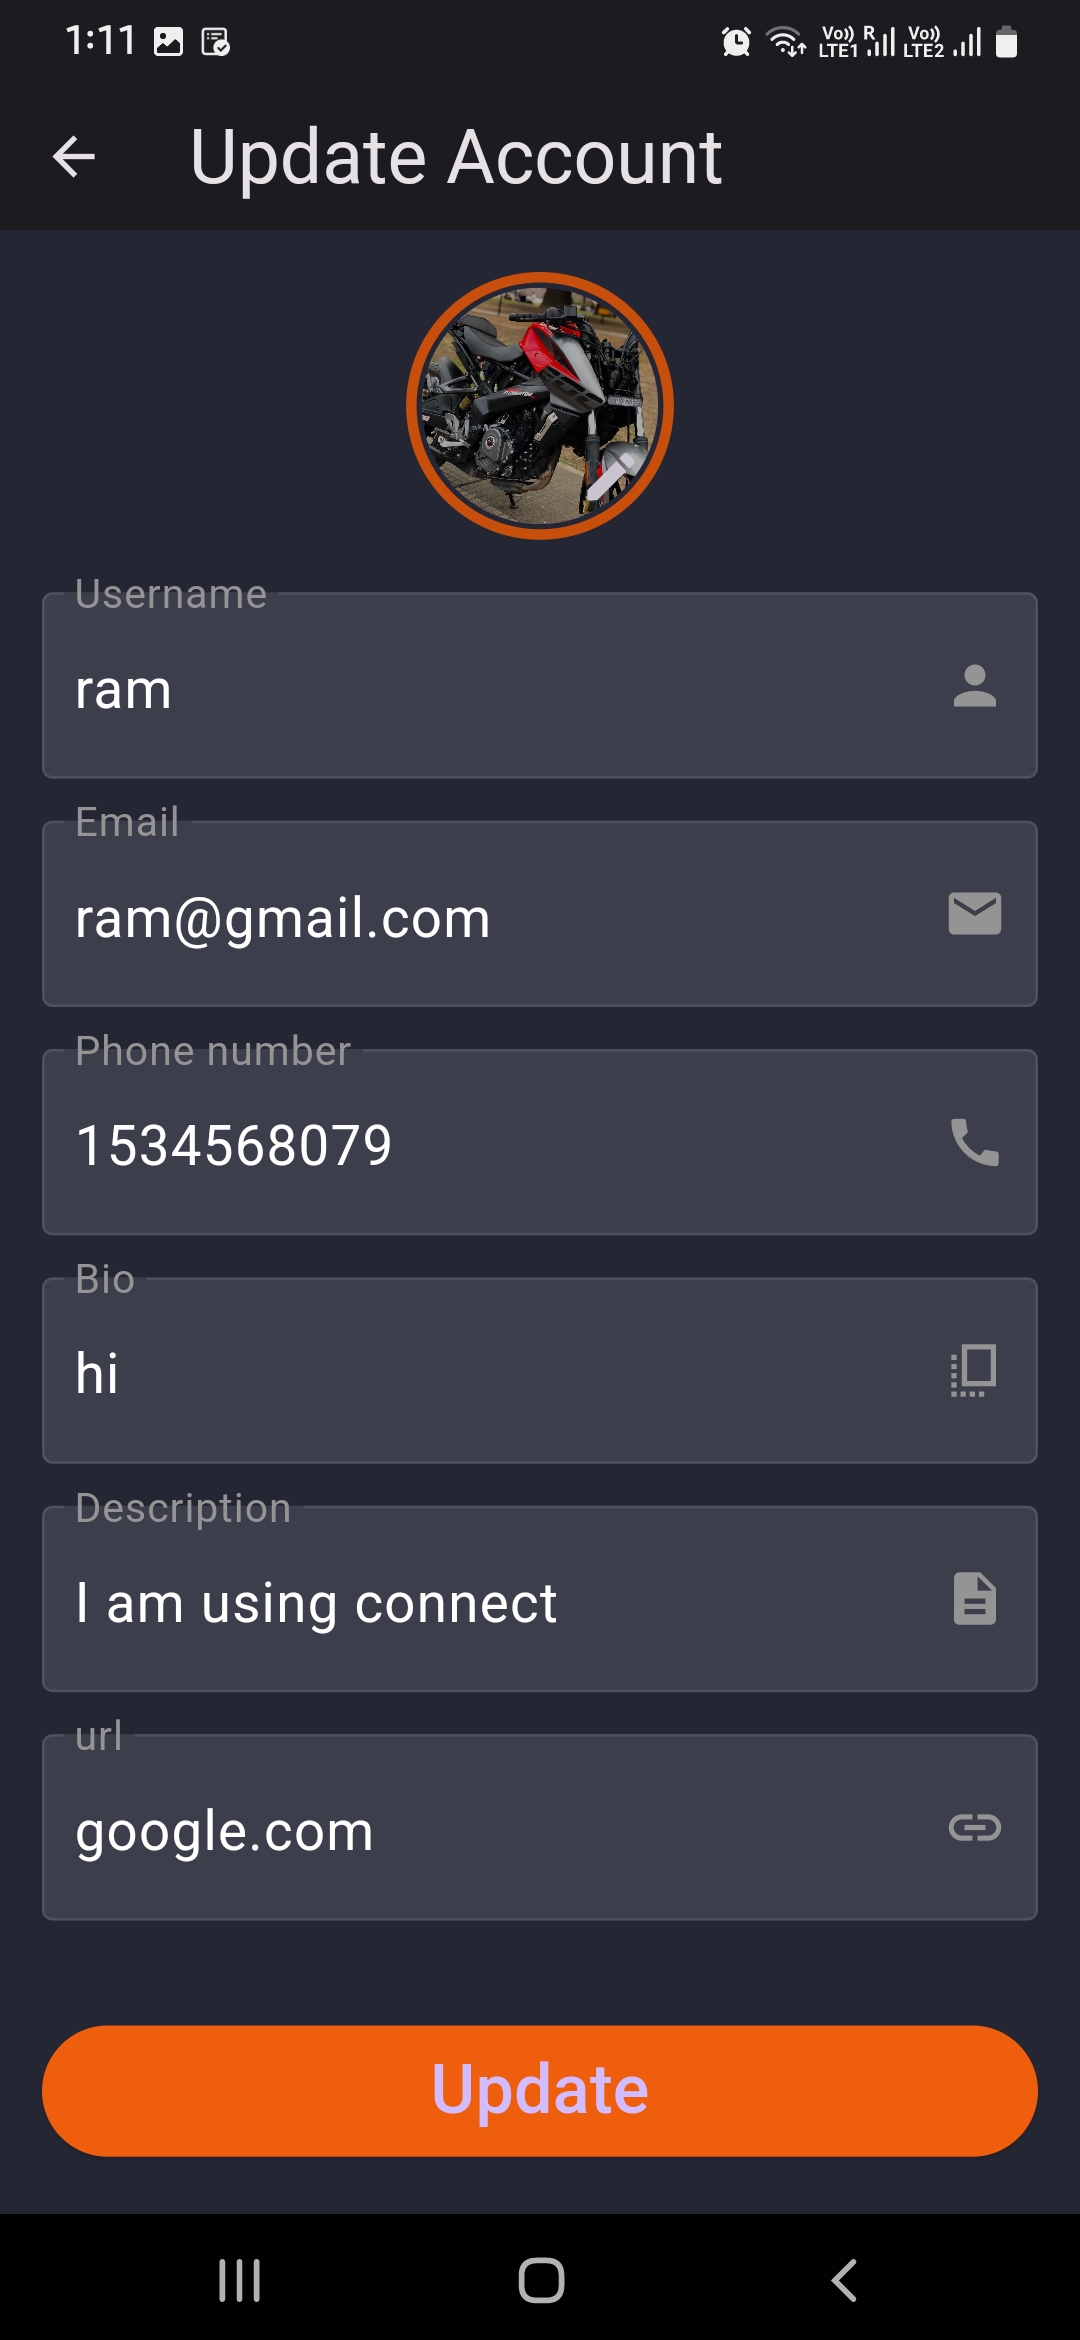 1:11 Vo)) LTE1 R Vo)) LTE2
Update Account
Username
ram
Email
ram@gmail.com
Phone number
1534568079
Bio
hi
Description
I am using connect
url
google.com
Update